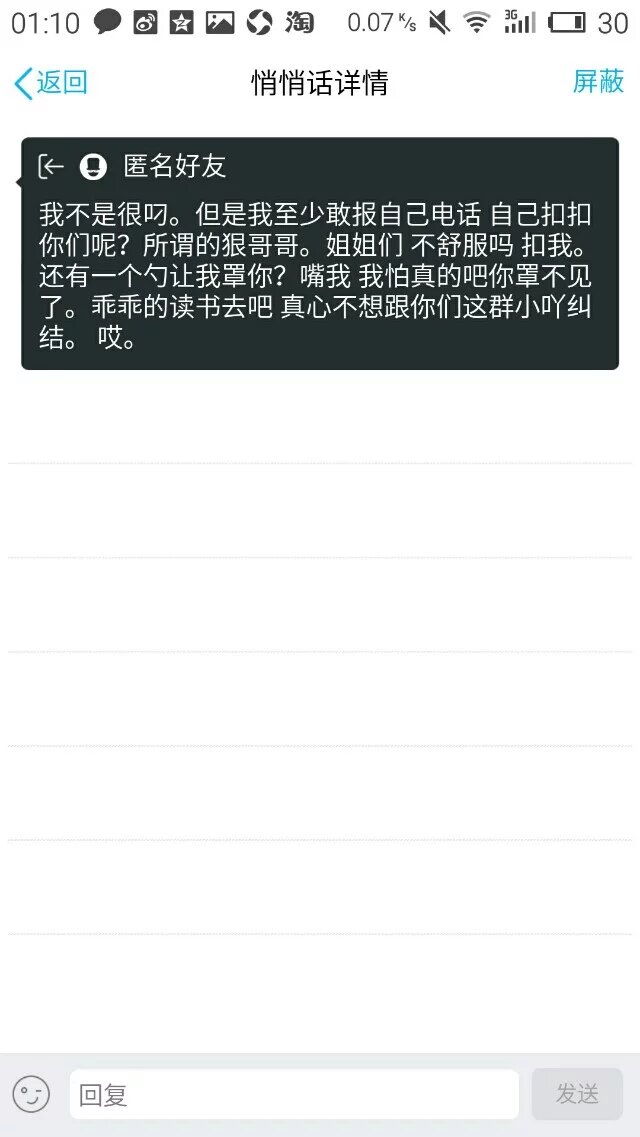 01:10 淘 0.07 K/s 3G 30
返回 悄悄话详情 屏蔽
匿名好友
我不是很叼。但是我至少敢报自己电话 自己扣扣
你们呢？所谓的狠哥哥。姐姐们 不舒服吗 扣我。
还有一个勺让我罩你？嘴我 我怕真的吧你罩不见
了。乖乖的读书去吧 真心不想跟你们这群小吖纠
结。 哎。
回复 发送